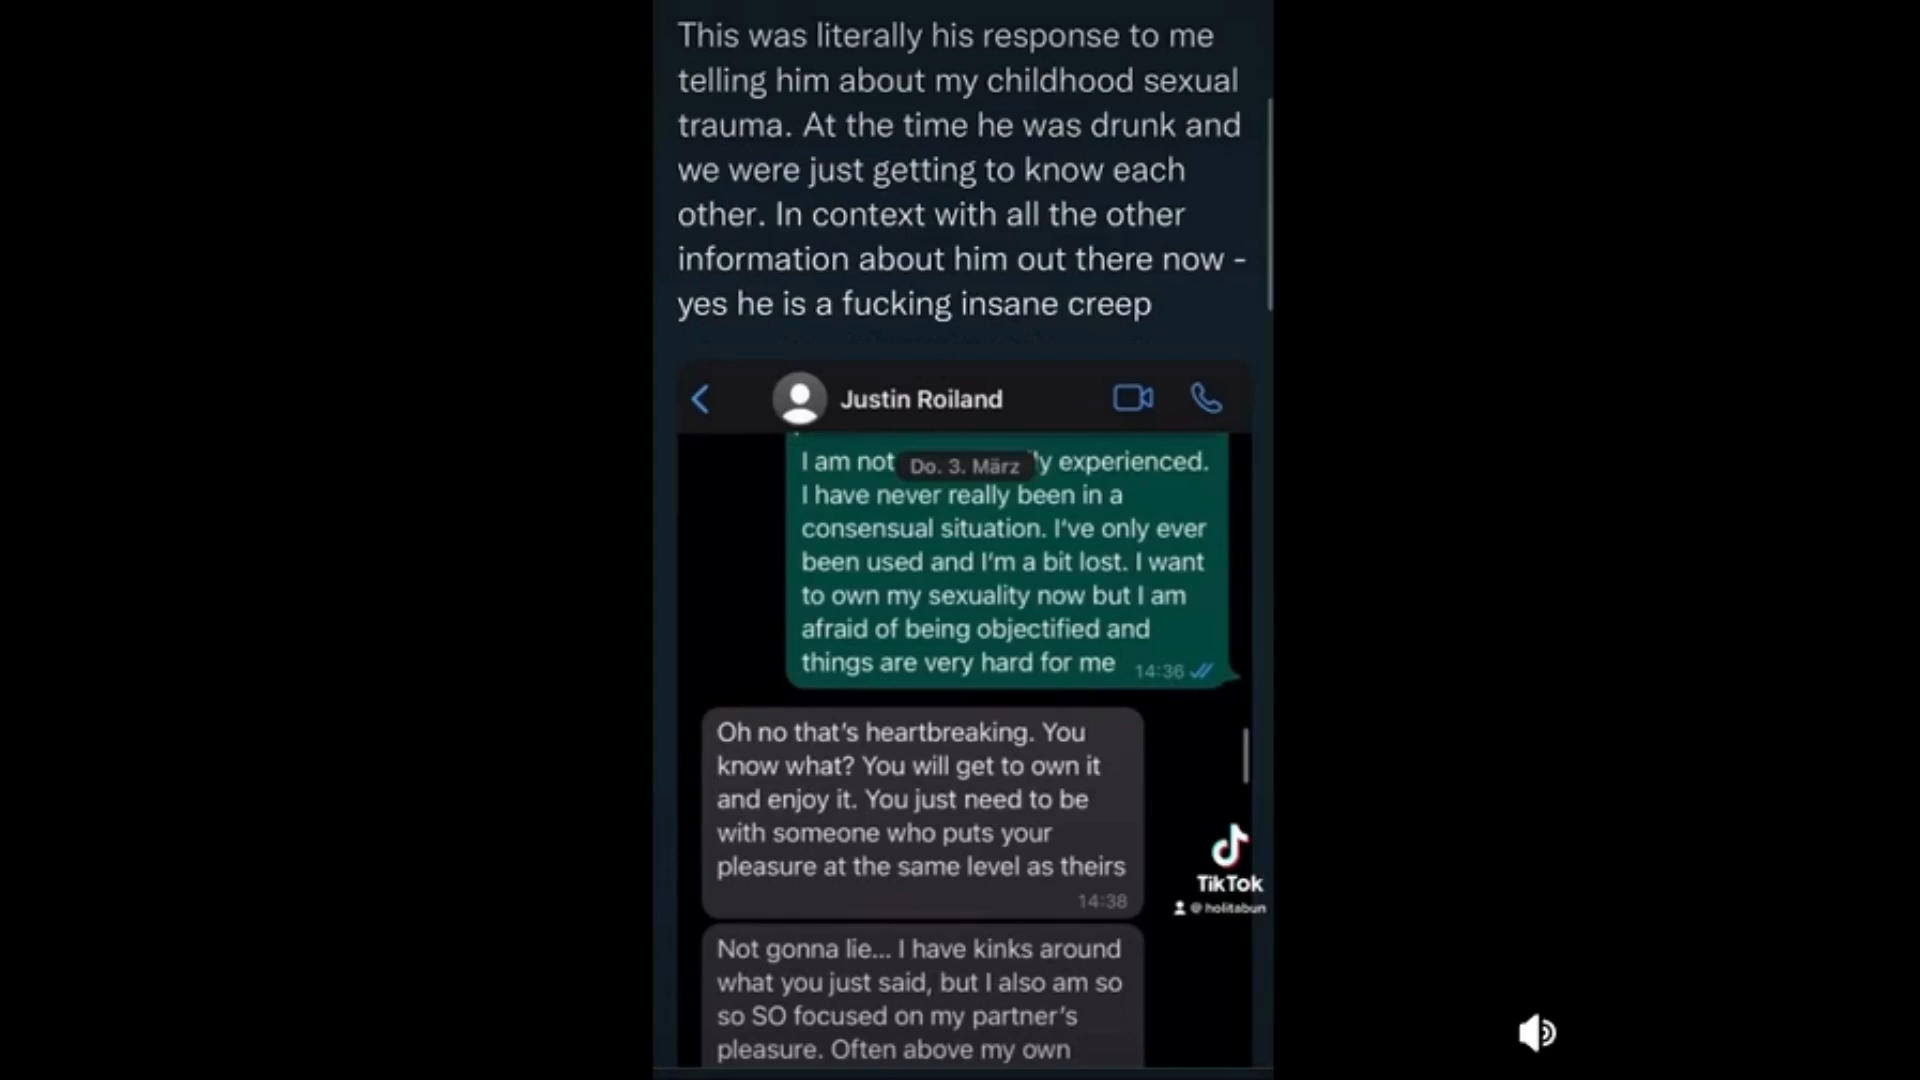 This was literally his response to me
telling him about my childhood sexual
trauma. At the time he was drunk and
we were just getting to know each
other. In context with all the other
information about him out there now -
yes he is a fucking insane creep
Justin Roiland
Do. 3. März
I am not ly experienced.
I have never really been in a
consensual situation. I've only ever
been used and I'm a bit lost. I want
to own my sexuality now but I am
afraid of being objectified and
things are very hard for me 14:36
Oh no that's heartbreaking. You
know what? You will get to own it
and enjoy it. You just need to be
with someone who puts your
pleasure at the same level as theirs
14:38
Not gonna lie... I have kinks around
what you just said, but I also am so
so SO focused on my partner's
pleasure. Often above my own
TikTok
@holitabun